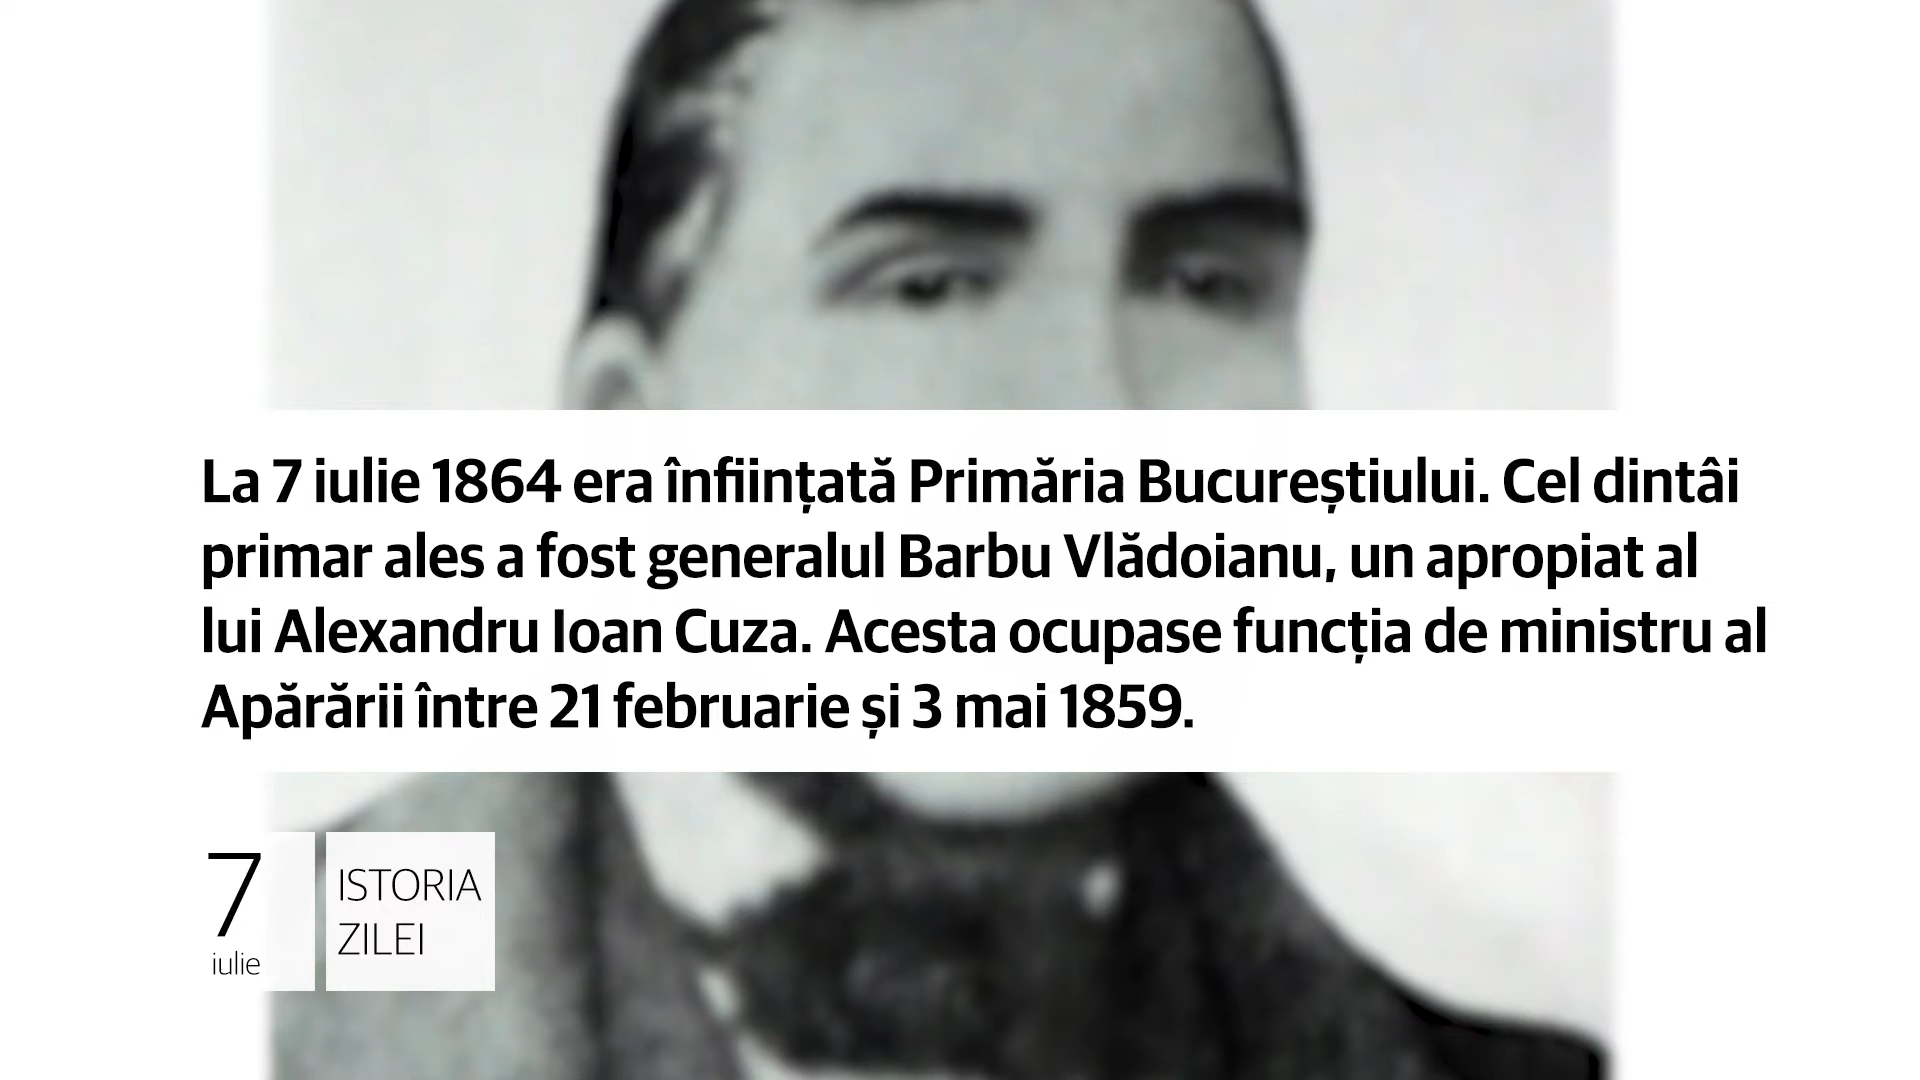 La 7 iulie 1864 era înființată Primăria Bucureștiului. Cel dintâi
primar ales a fost generalul Barbu Vlădoianu, un apropiat al
lui Alexandru Ioan Cuza. Acesta ocupase funcția de ministru al
Apărării între 21 februarie și 3 mai 1859.
7
iulie
ISTORIA
ZILEI